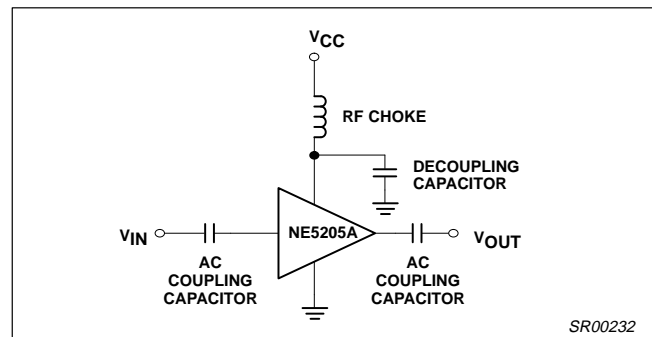 VCC
RF CHOKE
DECOUPLING
CAPACITOR
VIN
NE5205A
VOUT
AC
COUPLING
CAPACITOR
AC
COUPLING
CAPACITOR
SR00232